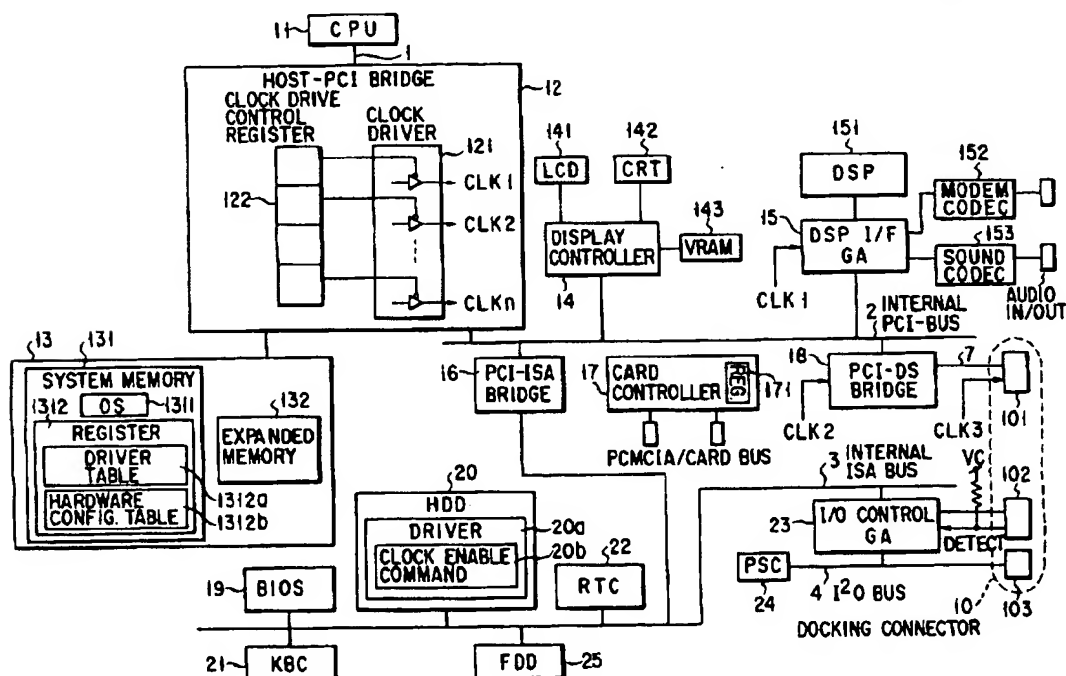 11
CPU
1
HOST-PCI BRIDGE
12
CLOCK DRIVE
CONTROL
REGISTER
CLOCK
DRIVER
121
122
CLK1
CLK2
CLKn
141
LCD
142
CRT
143
VRAM
DISPLAY
CONTROLLER
14
151
DSP
152
MODEM
CODEC
15
DSP I/F
GA
153
SOUND
CODEC
CLK1
AUDIO
IN/OUT
2
INTERNAL
PCI-BUS
13
131
SYSTEM MEMORY
1312
OS
1311
REGISTER
DRIVER
TABLE
1312a
HARDWARE
CONFIG. TABLE
1312b
132
EXPANDED
MEMORY
16
PCI-ISA
BRIDGE
17
CARD
CONTROLLER
REG
171
PCMCIA/CARD BUS
18
PCI-DS
BRIDGE
7
CLK2
CLK3
101
3
INTERNAL
ISA BUS
VC
102
23
I/O CONTROL
GA
DETECT
PSC
24
4
I2O BUS
10
103
DOCKING CONNECTOR
20
HDD
DRIVER
20a
CLOCK ENABLE
COMMAND
20b
22
RTC
19
BIOS
21
KBC
FDD
25